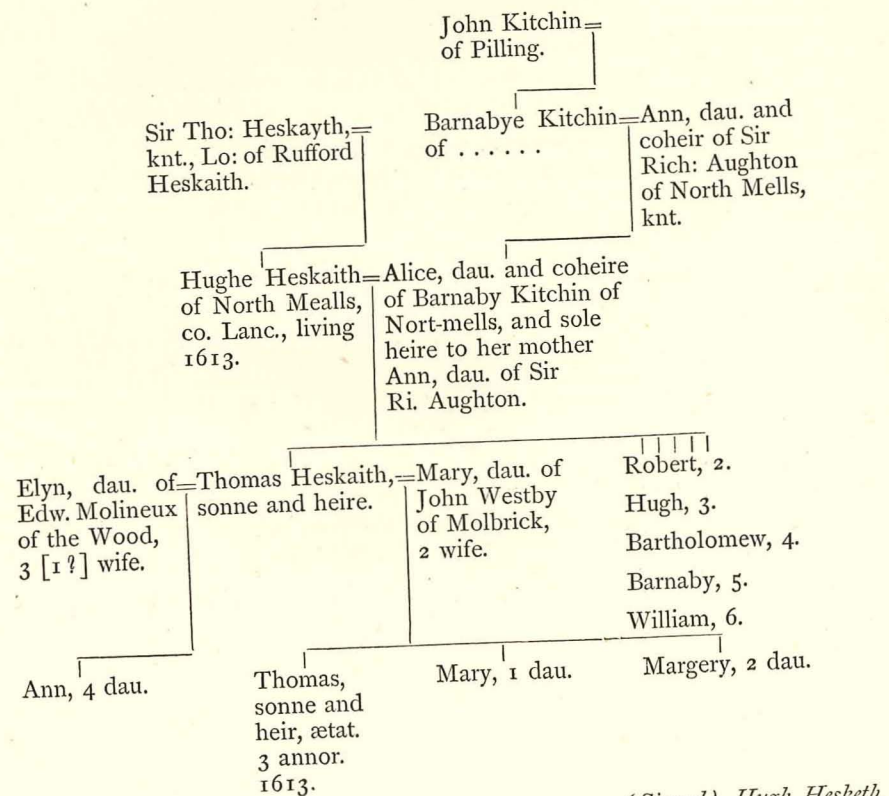 John Kitchin=
of Pilling.
Sir Tho: Heskayth,=
knt., Lo: of Rufford
Heskaith.
Barnabye Kitchin=Ann, dau. and
of . . . . . .
coheir of Sir
Rich: Aughton
of North Mells,
knt.
Hughe Heskaith=Alice, dau. and coheire
of North Mealls,
co. Lanc., living
1613.
of Barnaby Kitchin of
Nort-mells, and sole
heire to her mother
Ann, dau. of Sir
Ri. Aughton.
Elyn, dau. of=Thomas Heskaith,=Mary, dau. of
Edw. Molineux
of the Wood,
3 [1 ?] wife.
sonne and heire.
John Westby
of Molbrick,
2 wife.
Robert, 2.
Hugh, 3.
Bartholomew, 4.
Barnaby, 5.
William, 6.
Ann, 4 dau.
Thomas,
sonne and
heir, ætat.
3 annor.
1613.
Mary, 1 dau.
Margery, 2 dau.
(Signed) Hugh Hesketh